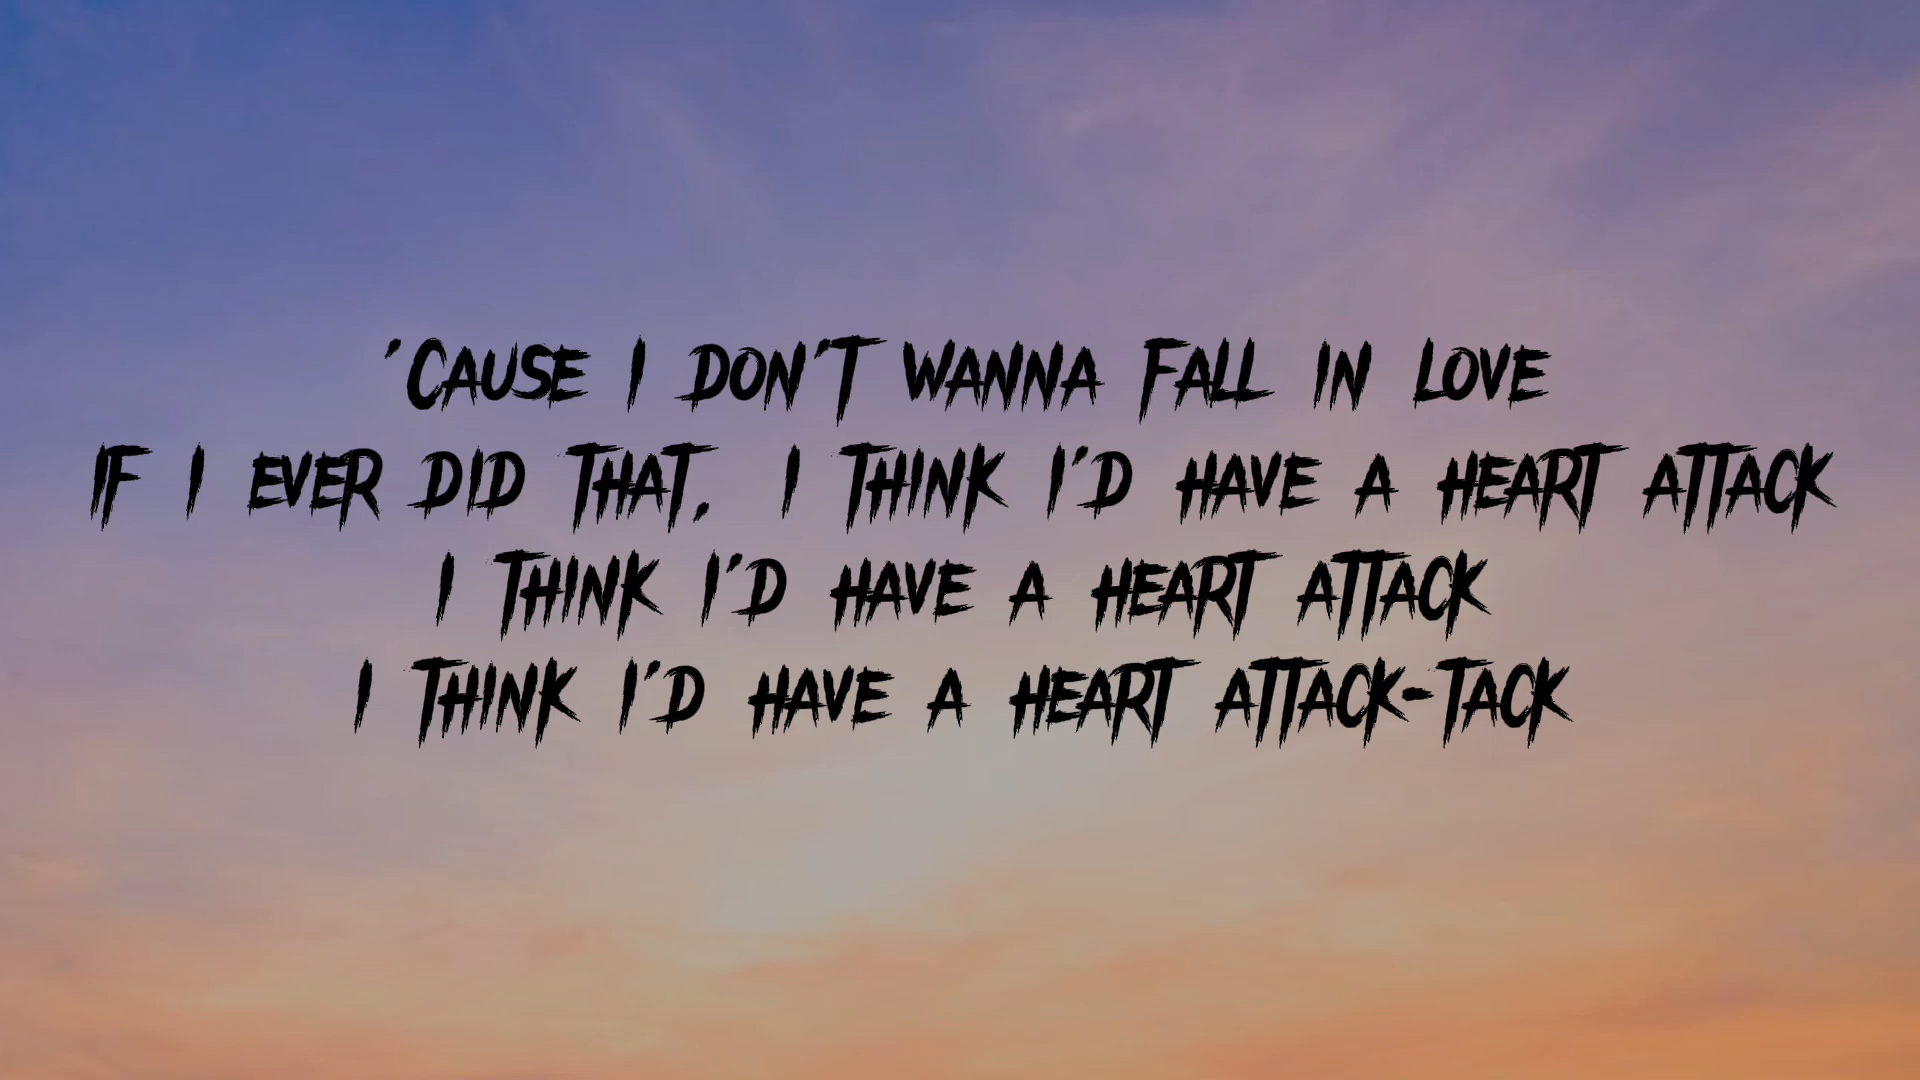 'Cause I don't wanna fall in love
If I ever did that, I think I'd have a heart attack
I think I'd have a heart attack
I think I'd have a heart attack-tack